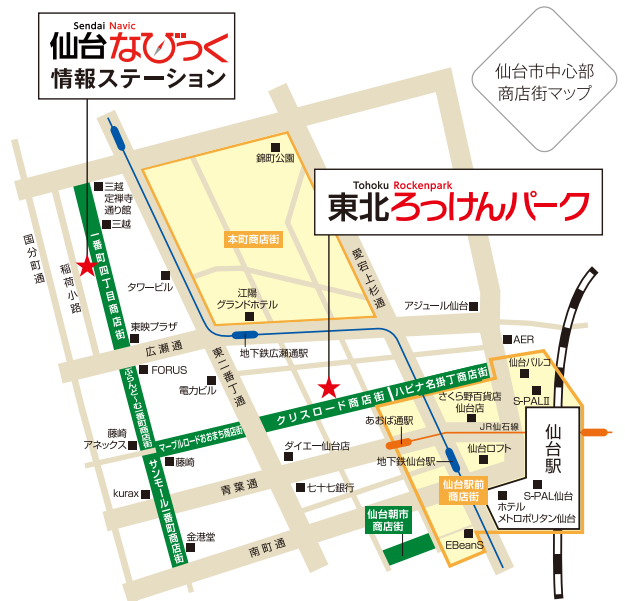 Sendai Navic
仙台なびっく
情報ステーション
仙台市中心部
商店街マップ
Tohoku Rockenpark
東北ろっけんパーク
錦町公園
三越
定禅寺
通り館
三越
国分町通
稲荷小路
一番町四丁目商店街
本町商店街
愛宕上杉通
タワービル
江陽
グランドホテル
アジュール仙台
東映プラザ
広瀬通
地下鉄広瀬通駅
東二番丁通
AER
FORUS
電力ビル
仙台パルコ
ぶらんどーむ一番町商店街
クリスロード商店街
ハピナ名掛丁商店街
さくら野百貨店
仙台店
S-PALⅡ
あおば通駅
JR仙石線
仙台駅
藤崎
アネックス
マーブルロードおおまち商店街
藤崎
ダイエー仙台店
地下鉄仙台駅
仙台ロフト
サンモール一番町商店街
kurax
青葉通
七十七銀行
仙台駅前
商店街
S-PAL仙台
ホテル
メトロポリタン仙台
金港堂
南町通
仙台朝市
商店街
EBeanS